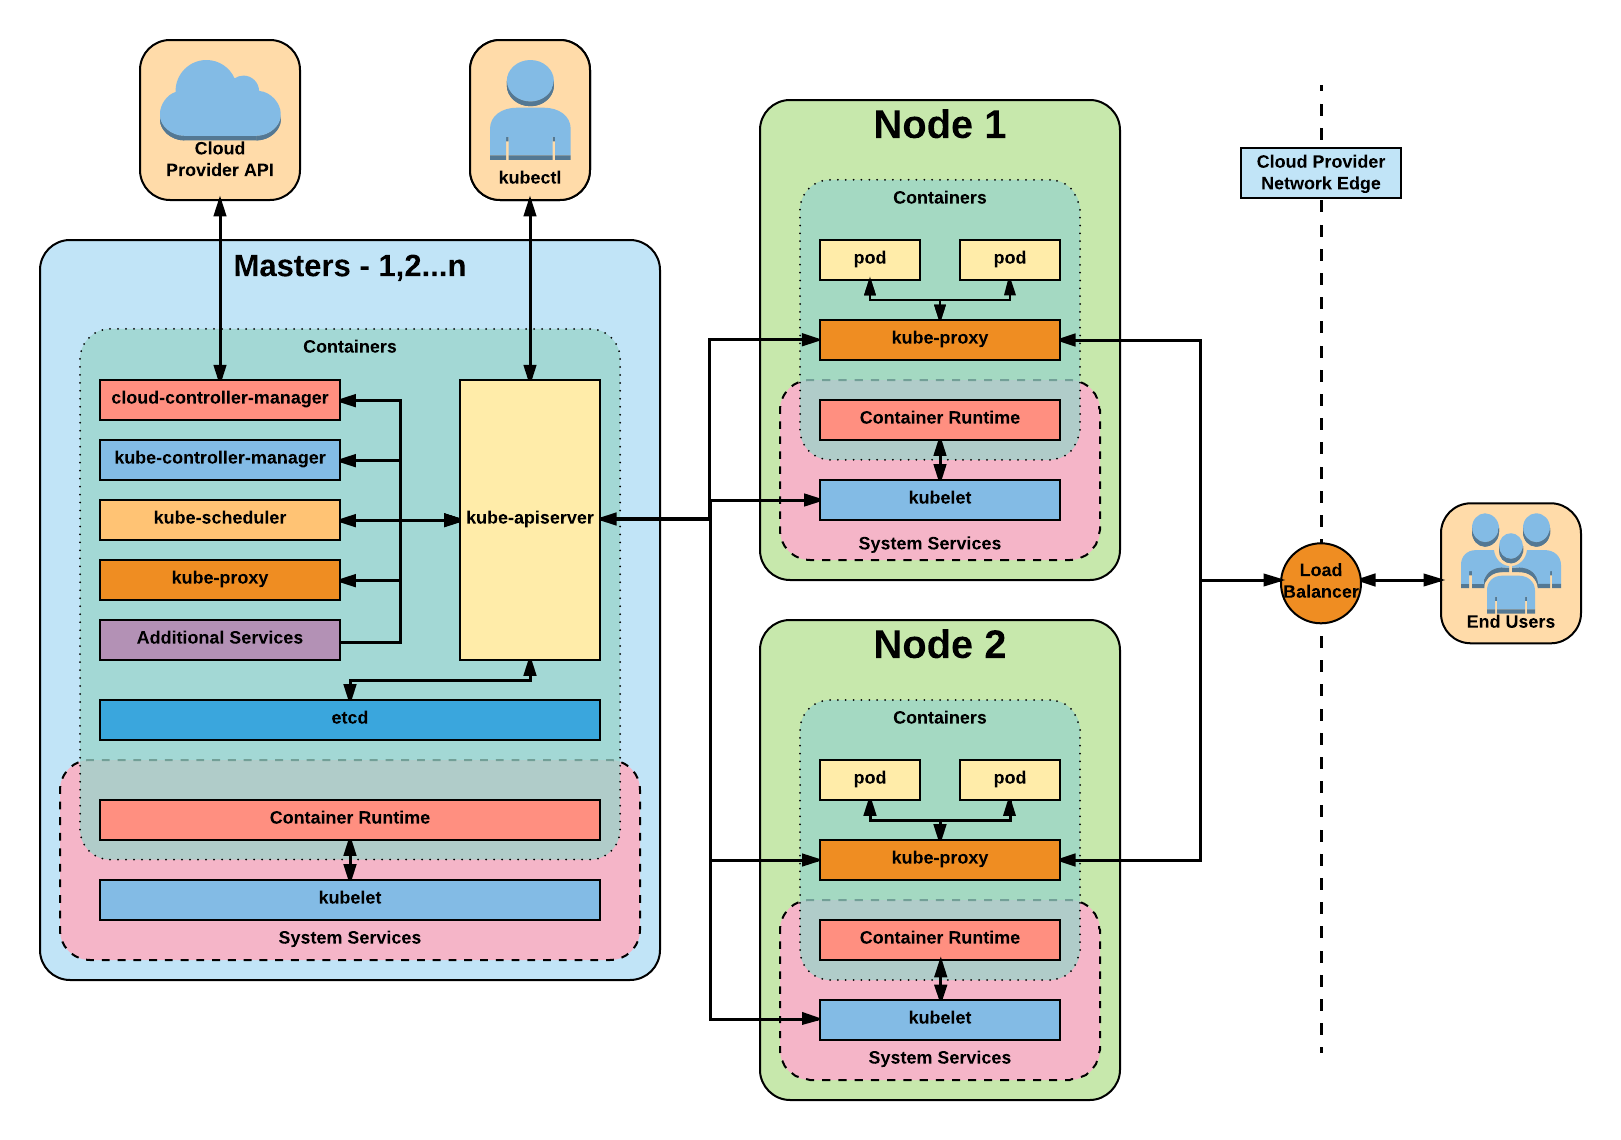 Cloud
Provider API
kubectl
Masters - 1,2...n
Containers
cloud-controller-manager
kube-controller-manager
kube-scheduler
kube-proxy
Additional Services
kube-apiserver
etcd
Container Runtime
kubelet
System Services
Node 1
Containers
pod
pod
kube-proxy
Container Runtime
kubelet
System Services
Node 2
Containers
pod
pod
kube-proxy
Container Runtime
kubelet
System Services
Cloud Provider
Network Edge
Load
Balancer
End Users